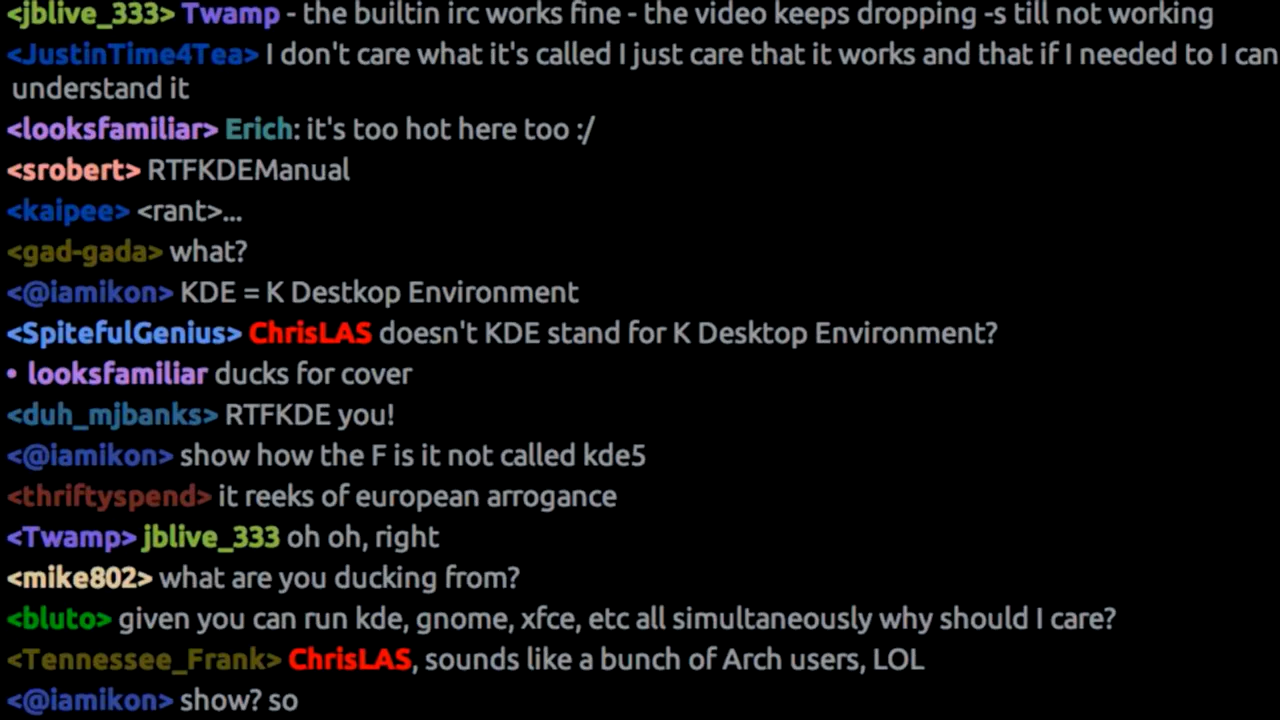 <jblive_333> Twamp - the builtin irc works fine - the video keeps dropping -s till not working
<JustinTime4Tea> I don't care what it's called I just care that it works and that if I needed to I can
understand it
<looksfamiliar> Erich: it's too hot here too :/
<srobert> RTFKDEManual
<kaipee> <rant>...
<gad-gada> what?
<@iamikon> KDE = K Destkop Environment
<SpitefulGenius> ChrisLAS doesn't KDE stand for K Desktop Environment?
• looksfamiliar ducks for cover
<duh_mjbanks> RTFKDE you!
<@iamikon> show how the F is it not called kde5
<thriftyspend> it reeks of european arrogance
<Twamp> jblive_333 oh oh, right
<mike802> what are you ducking from?
<bluto> given you can run kde, gnome, xfce, etc all simultaneously why should I care?
<Tennessee_Frank> ChrisLAS, sounds like a bunch of Arch users, LOL
<@iamikon> show? so